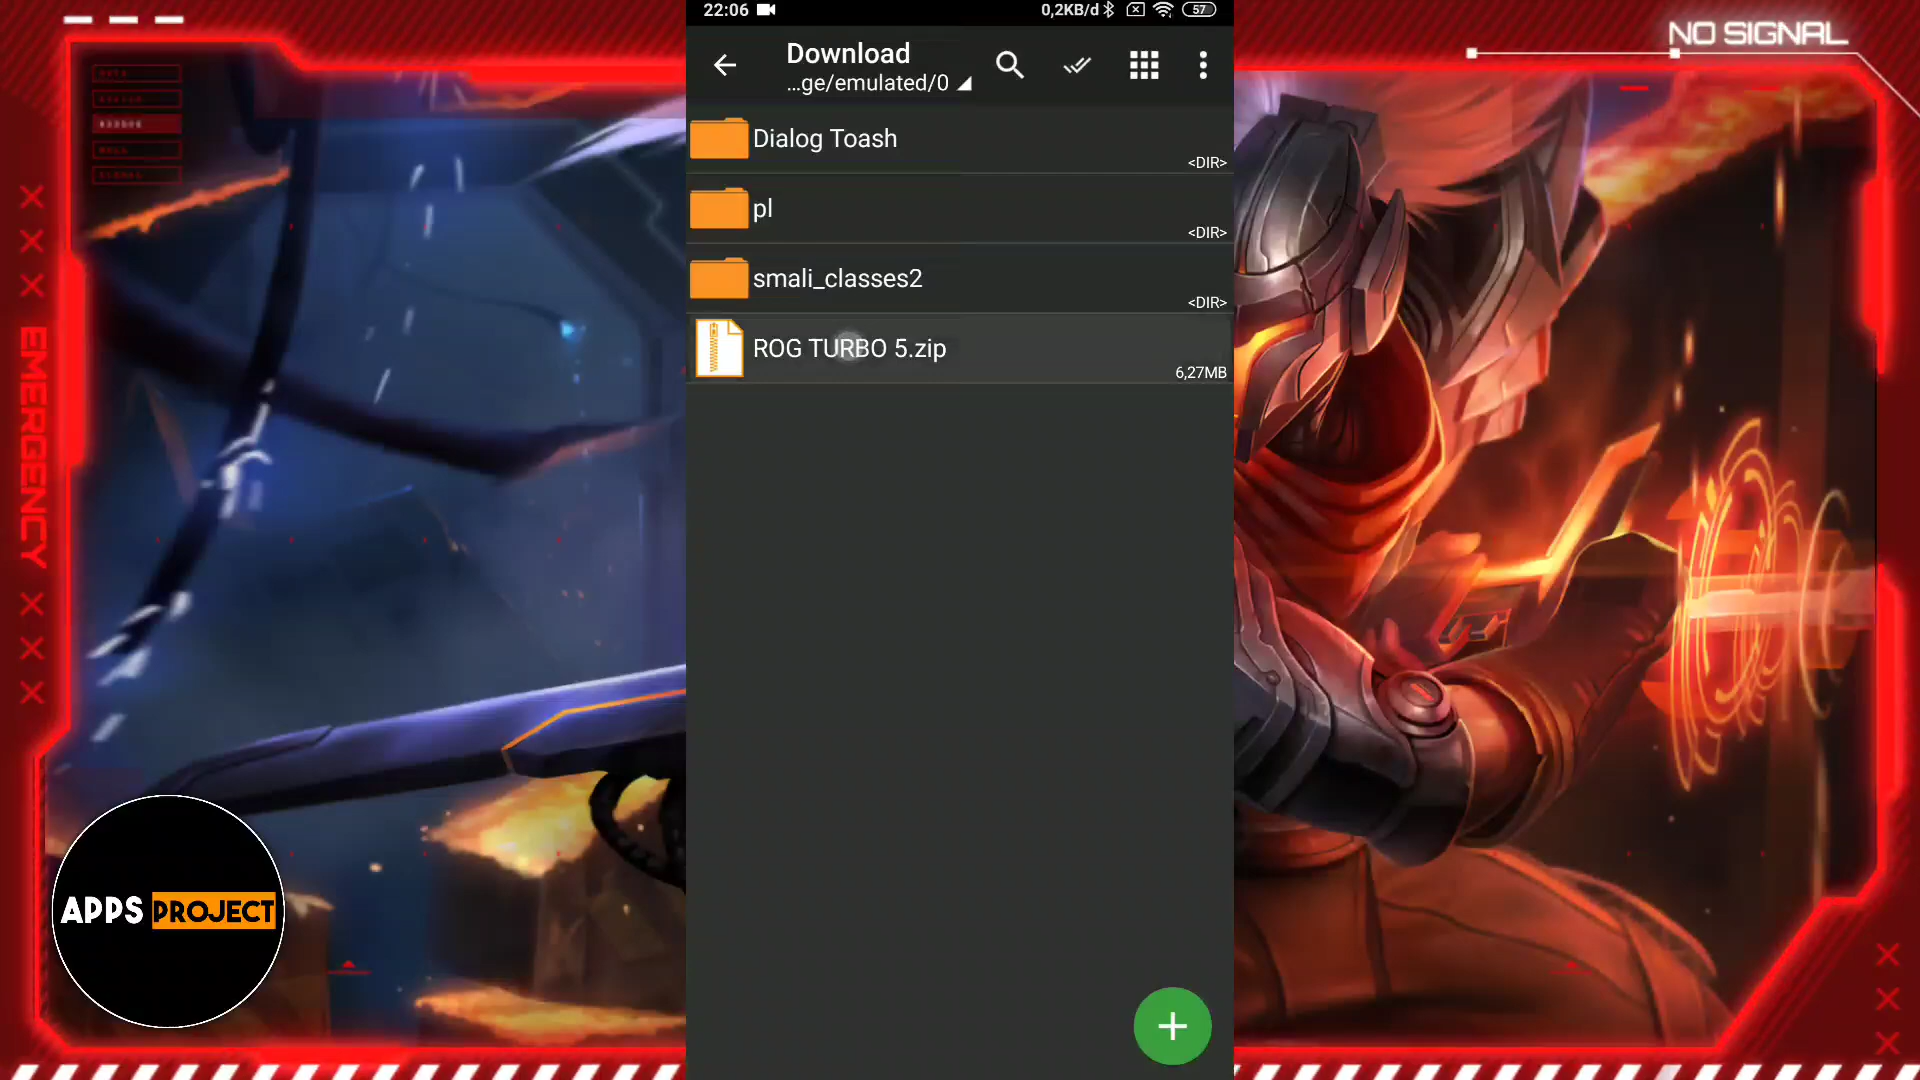 22:06
0,2KB/d
57
NO SIGNAL
Download
...ge/emulated/0
Dialog Toash
<DIR>
pl
<DIR>
smali_classes2
<DIR>
ROG TURBO 5.zip
6,27MB
EMERGENCY
APPS PROJECT